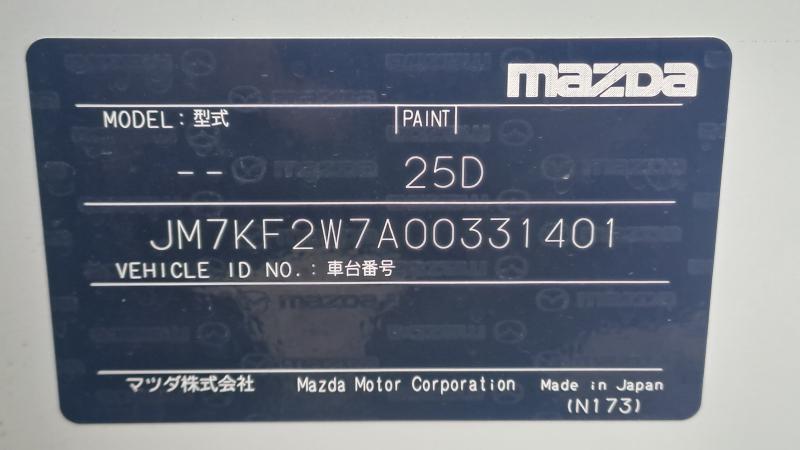 mazda
MODEL: 型式 PAINT
-- 25D
JM7KF2W7A00331401
VEHICLE ID NO.: 車台番号
マツダ株式会社 Mazda Motor Corporation Made in Japan
(N173)